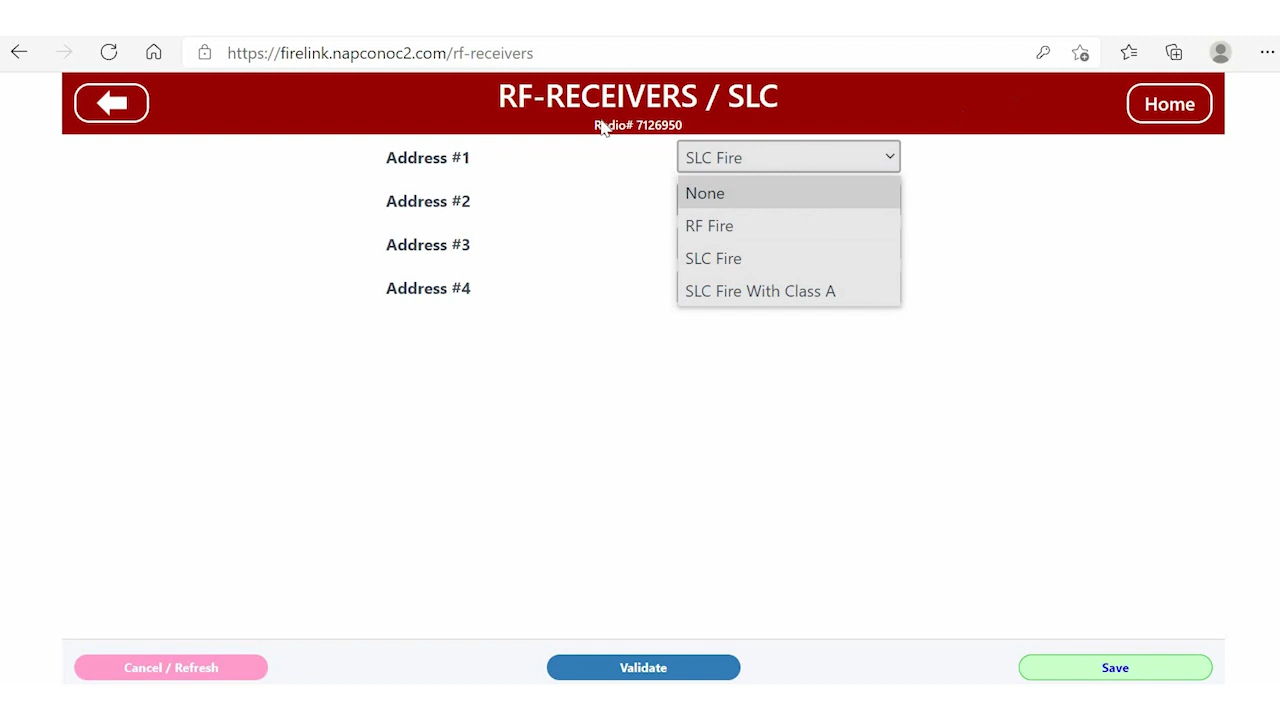 https://firelink.napconoc2.com/rf-receivers
RF-RECEIVERS / SLC
Home
Radio# 7126950
Address #1
SLC Fire
None
Address #2
RF Fire
Address #3
SLC Fire
Address #4
SLC Fire With Class A
Cancel / Refresh
Validate
Save